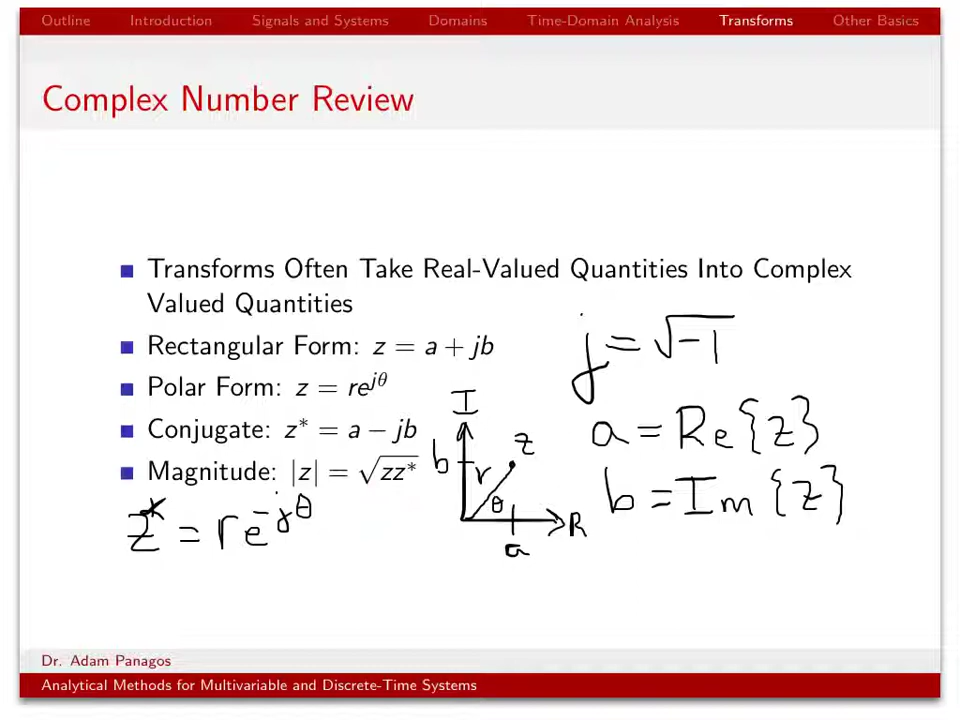 Outline Introduction Signals and Systems Domains Time-Domain Analysis Transforms Other Basics
Complex Number Review
Transforms Often Take Real-Valued Quantities Into Complex
Valued Quantities
Rectangular Form: z = a + jb
Polar Form: z = re^{jθ}
Conjugate: z* = a − jb
Magnitude: |z| = √zz*
z* = re^{-jθ}
j = √-1
a = Re{z}
b = Im{z}
I
b
r
z
θ
R
a
Dr. Adam Panagos
Analytical Methods for Multivariable and Discrete-Time Systems